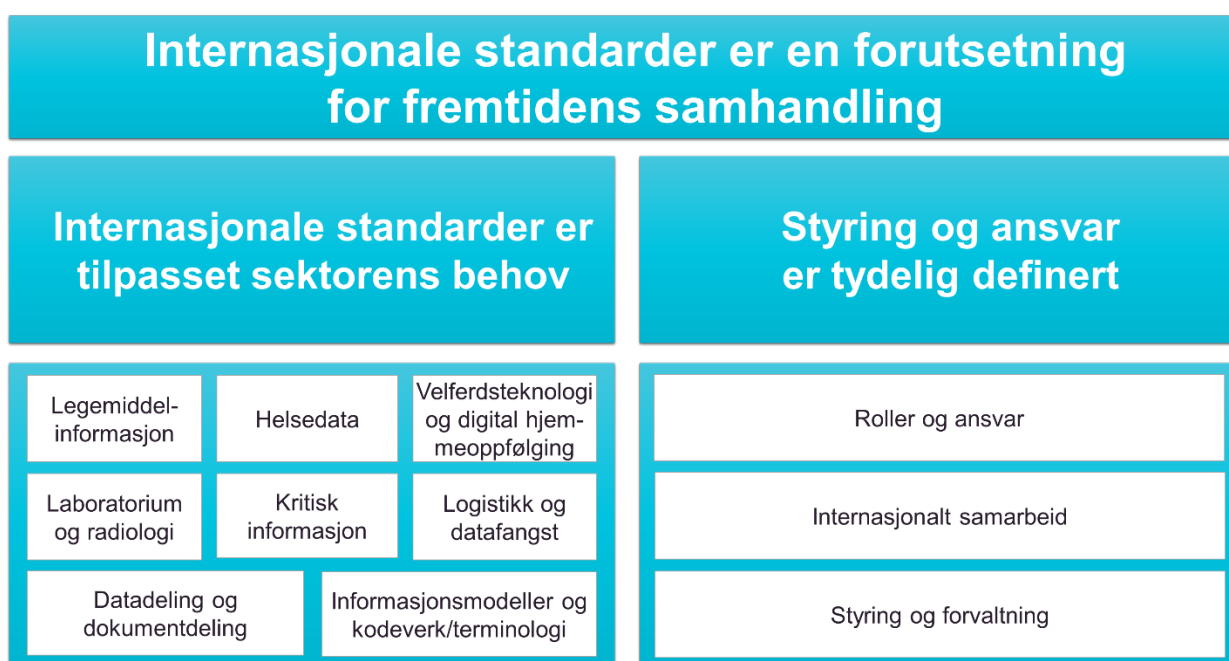 Internasjonale standarder er en forutsetning
for fremtidens samhandling
Internasjonale standarder er
tilpasset sektorens behov
Styring og ansvar
er tydelig definert
Legemiddel-
informasjon
Helsedata
Velferdsteknologi
og digital hjem-
meoppfølging
Laboratorium
og radiologi
Kritisk
informasjon
Logistikk og
datafangst
Datadeling og
dokumentdeling
Informasjonsmodeller og
kodeverk/terminologi
Roller og ansvar
Internasjonalt samarbeid
Styring og forvaltning